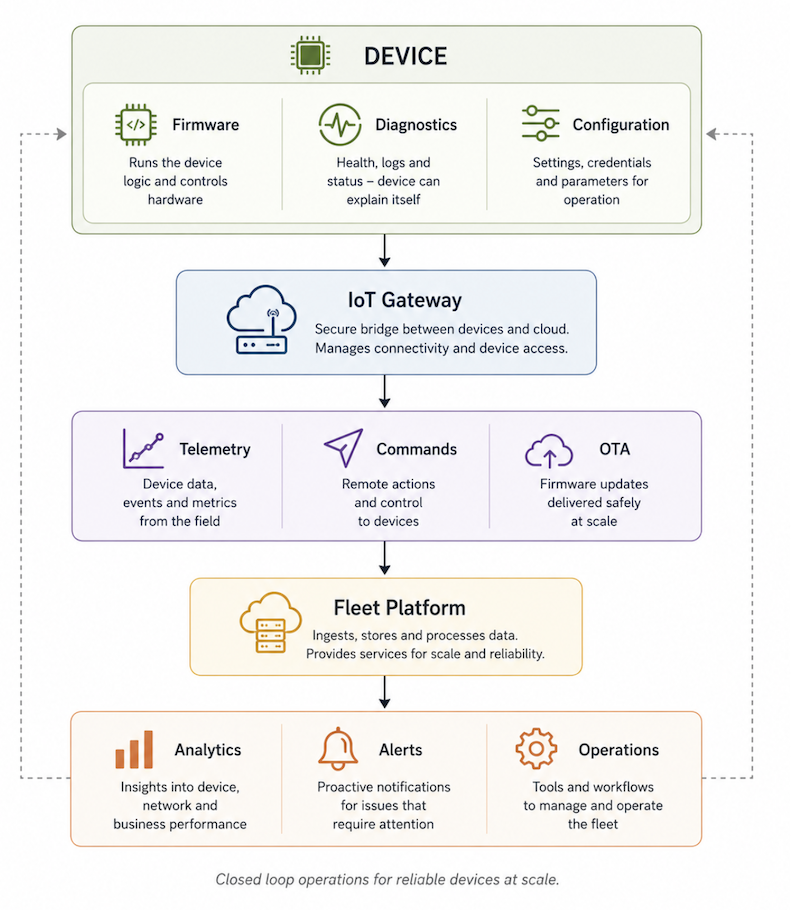 DEVICE
Firmware
Runs the device
logic and controls
hardware
Diagnostics
Health, logs and
status – device can
explain itself
Configuration
Settings, credentials
and parameters for
operation
IoT Gateway
Secure bridge between devices and cloud.
Manages connectivity and device access.
Telemetry
Device data,
events and metrics
from the field
Commands
Remote actions
and control
to devices
OTA
Firmware updates
delivered safely
at scale
Fleet Platform
Ingests, stores and processes data.
Provides services for scale and reliability.
Analytics
Insights into device,
network and
business performance
Alerts
Proactive notifications
for issues that
require attention
Operations
Tools and workflows
to manage and operate
the fleet
Closed loop operations for reliable devices at scale.